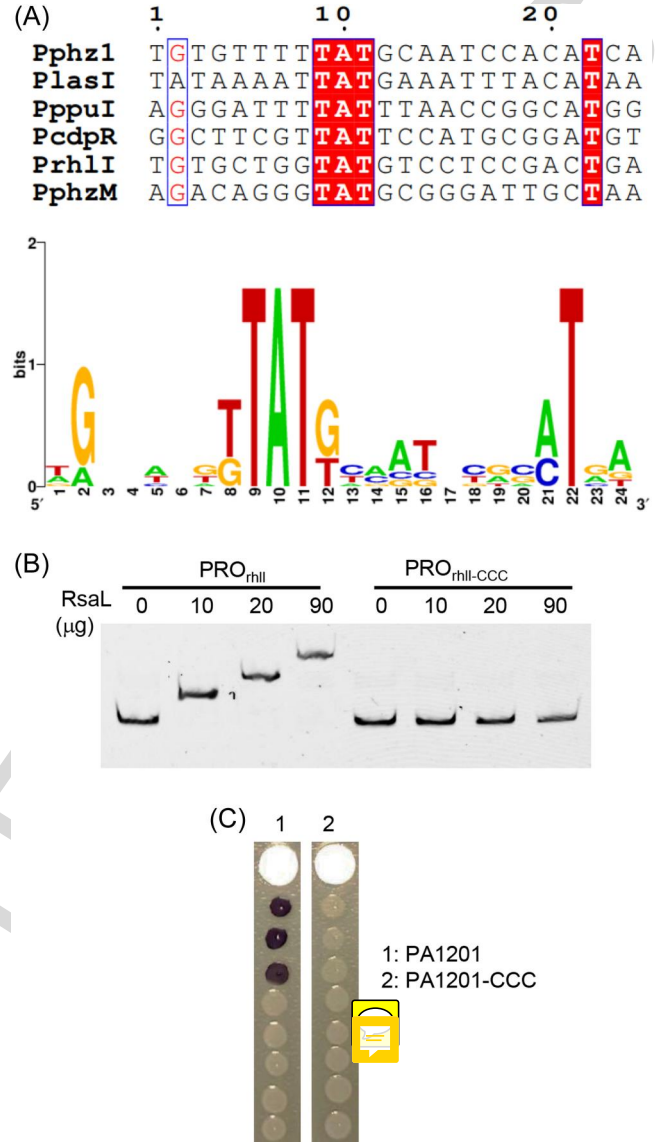 (A)
1 10 20
Pphz1 TGTGTTTTTATGCAATCCACATCA
PlasI TATAAAATTATGAAATTTACATAA
PppuI AGGGATTTTATTTAACCGGCATGG
PcdpR GGCTTCGTTATTCCATGCGGATGT
PrhlI TGTGCTGGTATGTCCTCCGACTGA
PphzM AGACAGGGTATGCGGGATTGCTAA
2
bits
1
0
5′ 1 2 3 4 5 6 7 8 9 10 11 12 13 14 15 16 17 18 19 20 21 22 23 24 3′
(B)
PROrhlI PROrhlI-CCC
RsaL 0 10 20 90 0 10 20 90
(μg)
(C) 1 2
1: PA1201
2: PA1201-CCC